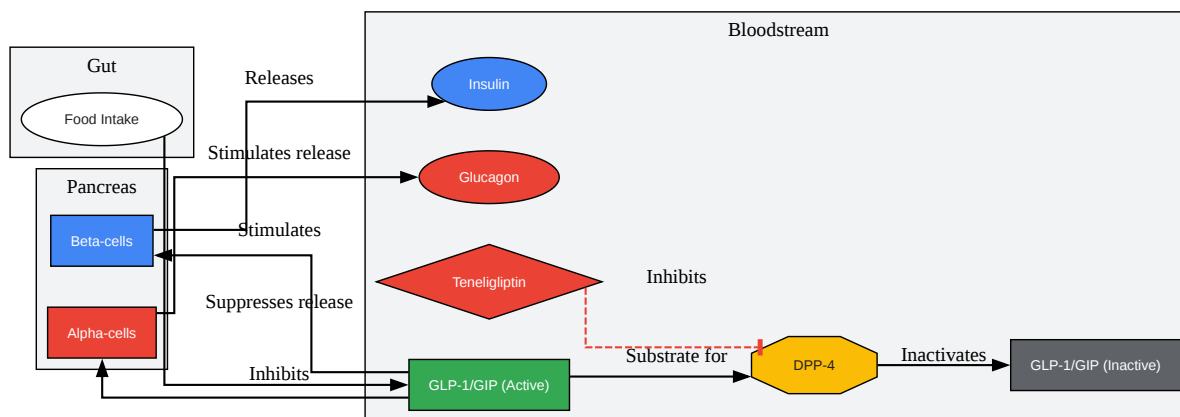 Bloodstream
Gut
Releases
Insulin
Food Intake
Stimulates release
Glucagon
Pancreas
Beta-cells
Stimulates
Teneligliptin
Inhibits
Suppresses release
Alpha-cells
Substrate for
Inactivates
DPP-4
GLP-1/GIP (Inactive)
Inhibits
GLP-1/GIP (Active)